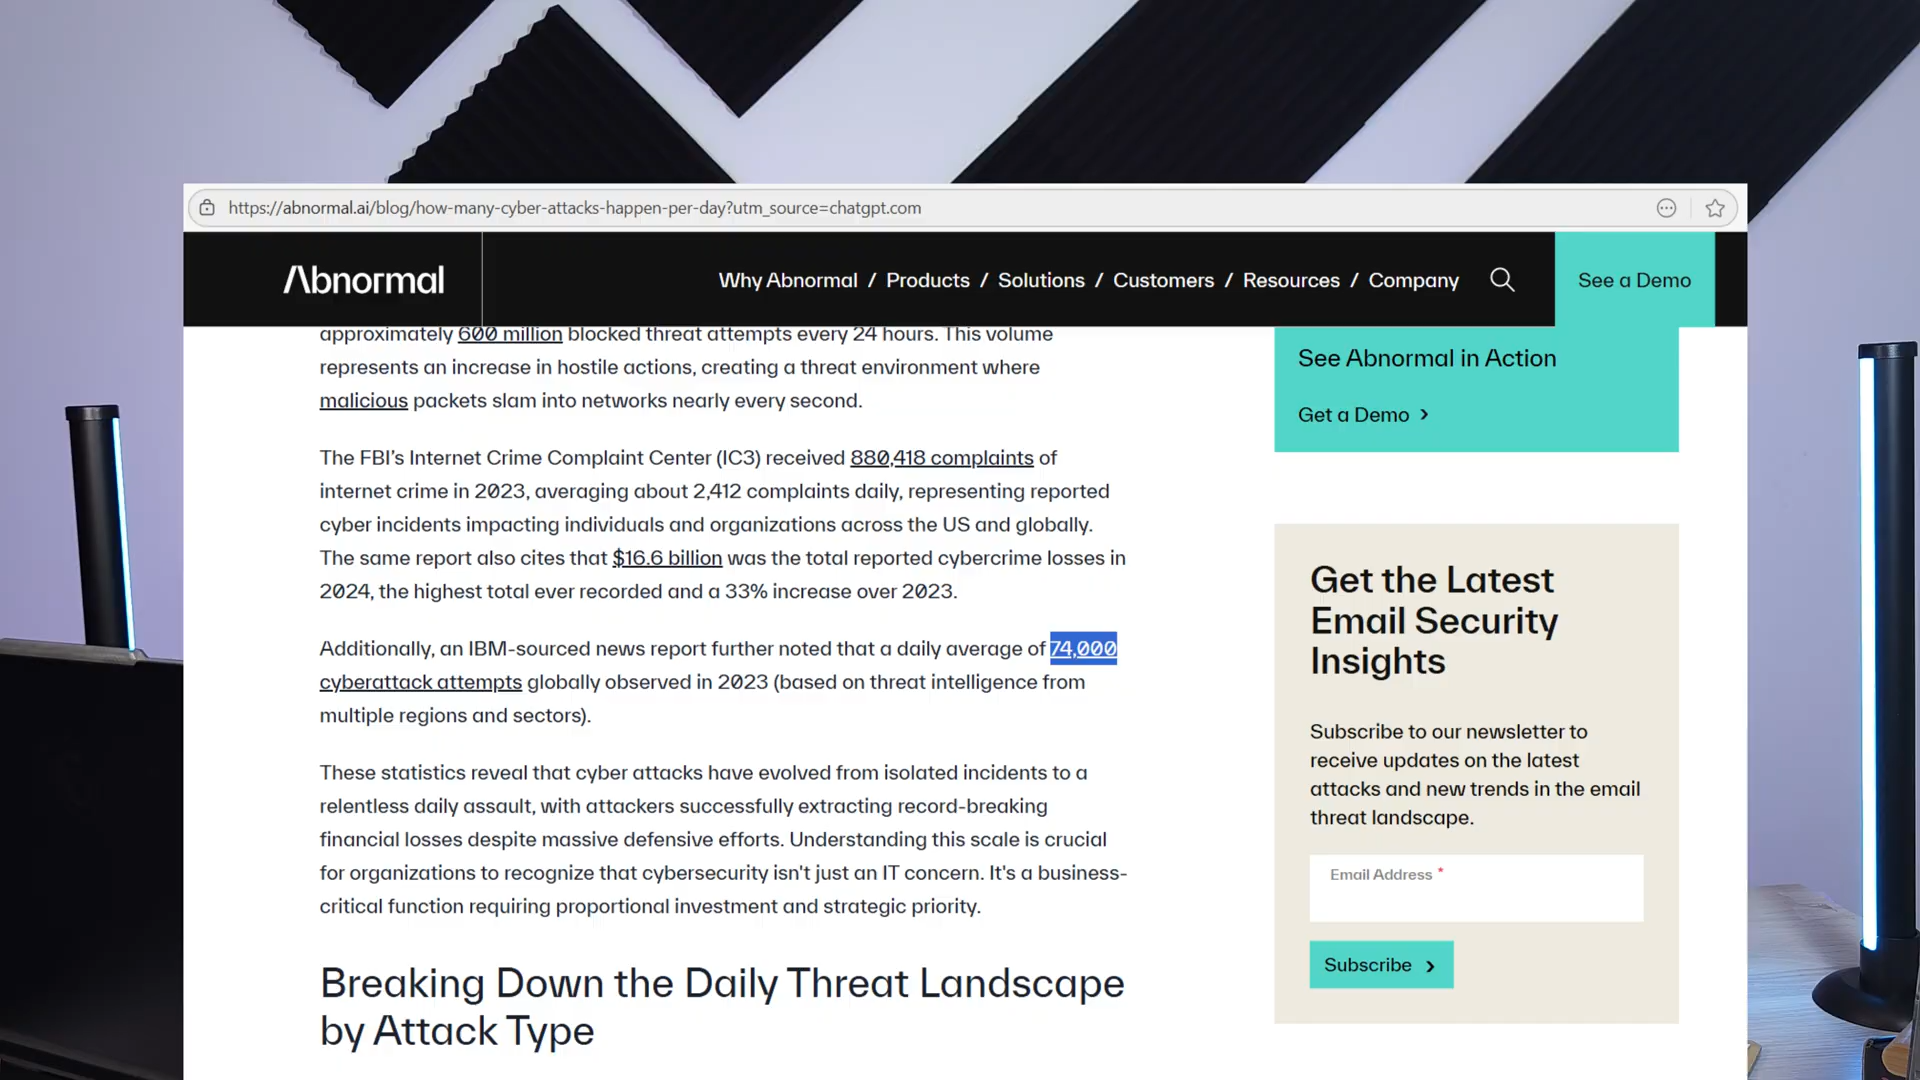 https://abnormal.ai/blog/how-many-cyber-attacks-happen-per-day?utm_source=chatgpt.com
Abnormal
Why Abnormal / Products / Solutions / Customers / Resources / Company
See a Demo
approximately 600 million blocked threat attempts every 24 hours. This volume
represents an increase in hostile actions, creating a threat environment where
malicious packets slam into networks nearly every second.
The FBI’s Internet Crime Complaint Center (IC3) received 880,418 complaints of
internet crime in 2023, averaging about 2,412 complaints daily, representing reported
cyber incidents impacting individuals and organizations across the US and globally.
The same report also cites that $16.6 billion was the total reported cybercrime losses in
2024, the highest total ever recorded and a 33% increase over 2023.
Additionally, an IBM-sourced news report further noted that a daily average of 74,000
cyberattack attempts globally observed in 2023 (based on threat intelligence from
multiple regions and sectors).
These statistics reveal that cyber attacks have evolved from isolated incidents to a
relentless daily assault, with attackers successfully extracting record-breaking
financial losses despite massive defensive efforts. Understanding this scale is crucial
for organizations to recognize that cybersecurity isn't just an IT concern. It's a business-
critical function requiring proportional investment and strategic priority.
Breaking Down the Daily Threat Landscape
by Attack Type
See Abnormal in Action
Get a Demo >
Get the Latest
Email Security
Insights
Subscribe to our newsletter to
receive updates on the latest
attacks and new trends in the email
threat landscape.
Email Address *
Subscribe >